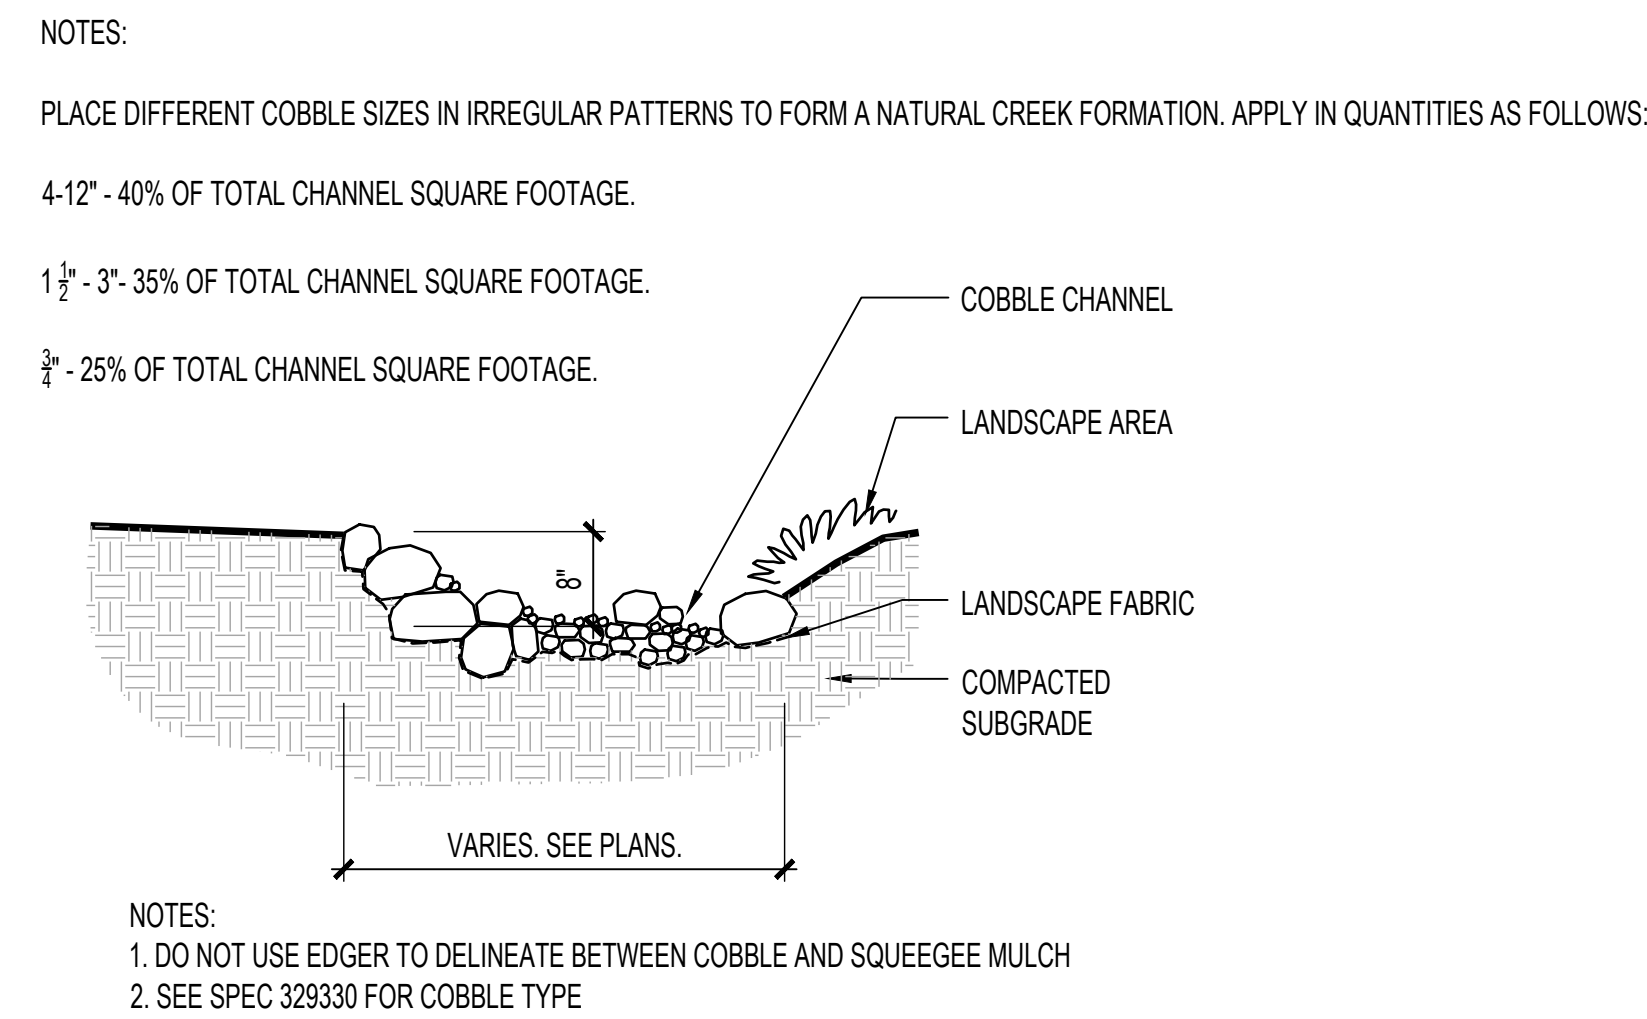 NOTES:
PLACE DIFFERENT COBBLE SIZES IN IRREGULAR PATTERNS TO FORM A NATURAL CREEK FORMATION. APPLY IN QUANTITIES AS FOLLOWS:
4-12" - 40% OF TOTAL CHANNEL SQUARE FOOTAGE.
1 1/2" - 3"- 35% OF TOTAL CHANNEL SQUARE FOOTAGE.
3/4" - 25% OF TOTAL CHANNEL SQUARE FOOTAGE.
COBBLE CHANNEL
LANDSCAPE AREA
8"
LANDSCAPE FABRIC
COMPACTED
SUBGRADE
VARIES. SEE PLANS.
NOTES:
1. DO NOT USE EDGER TO DELINEATE BETWEEN COBBLE AND SQUEEGEE MULCH
2. SEE SPEC 329330 FOR COBBLE TYPE